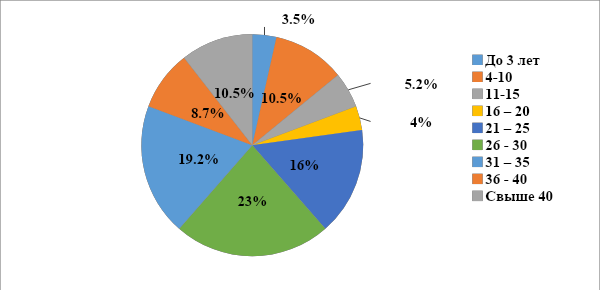 3.5%
10.5%
5.2%
4%
16%
23%
19.2%
8.7%
10.5%
До 3 лет
4-10
11-15
16 – 20
21 – 25
26 - 30
31 – 35
36 - 40
Свыше 40